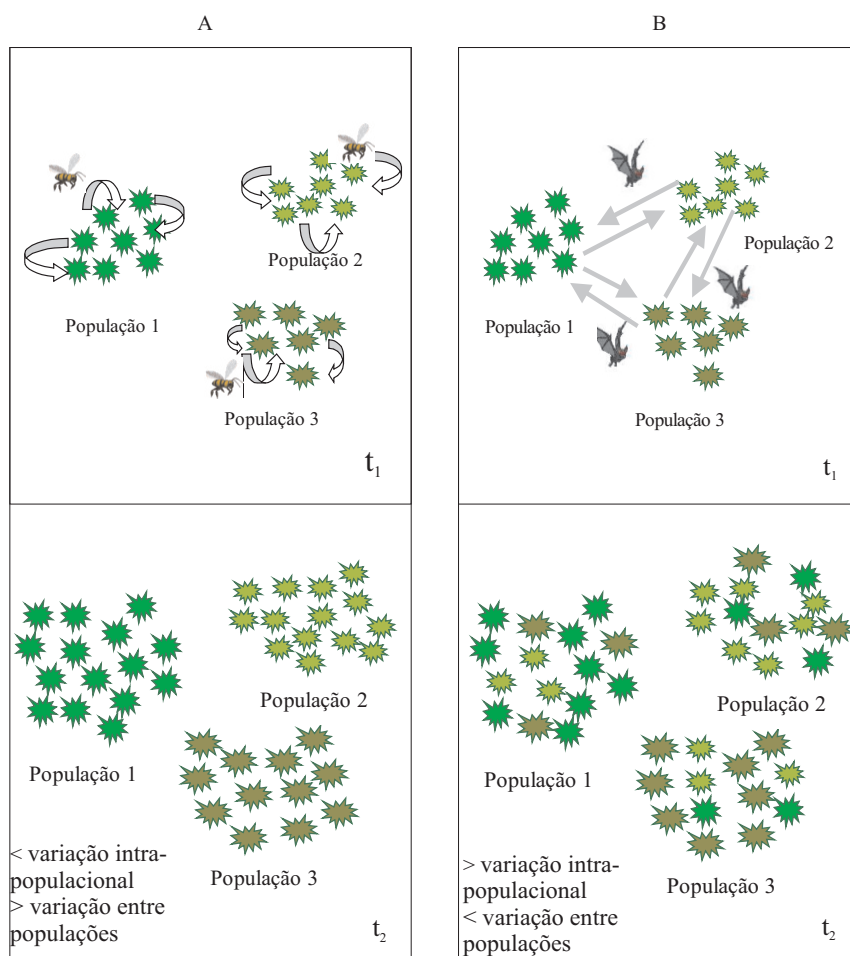 A
População 1
População 2
População 3
t1
População 1
População 2
População 3
< variação intra-
populacional
> variação entre
populações
t2
B
População 1
População 2
População 3
t1
População 1
População 2
População 3
> variação intra-
populacional
< variação entre
populações
t2